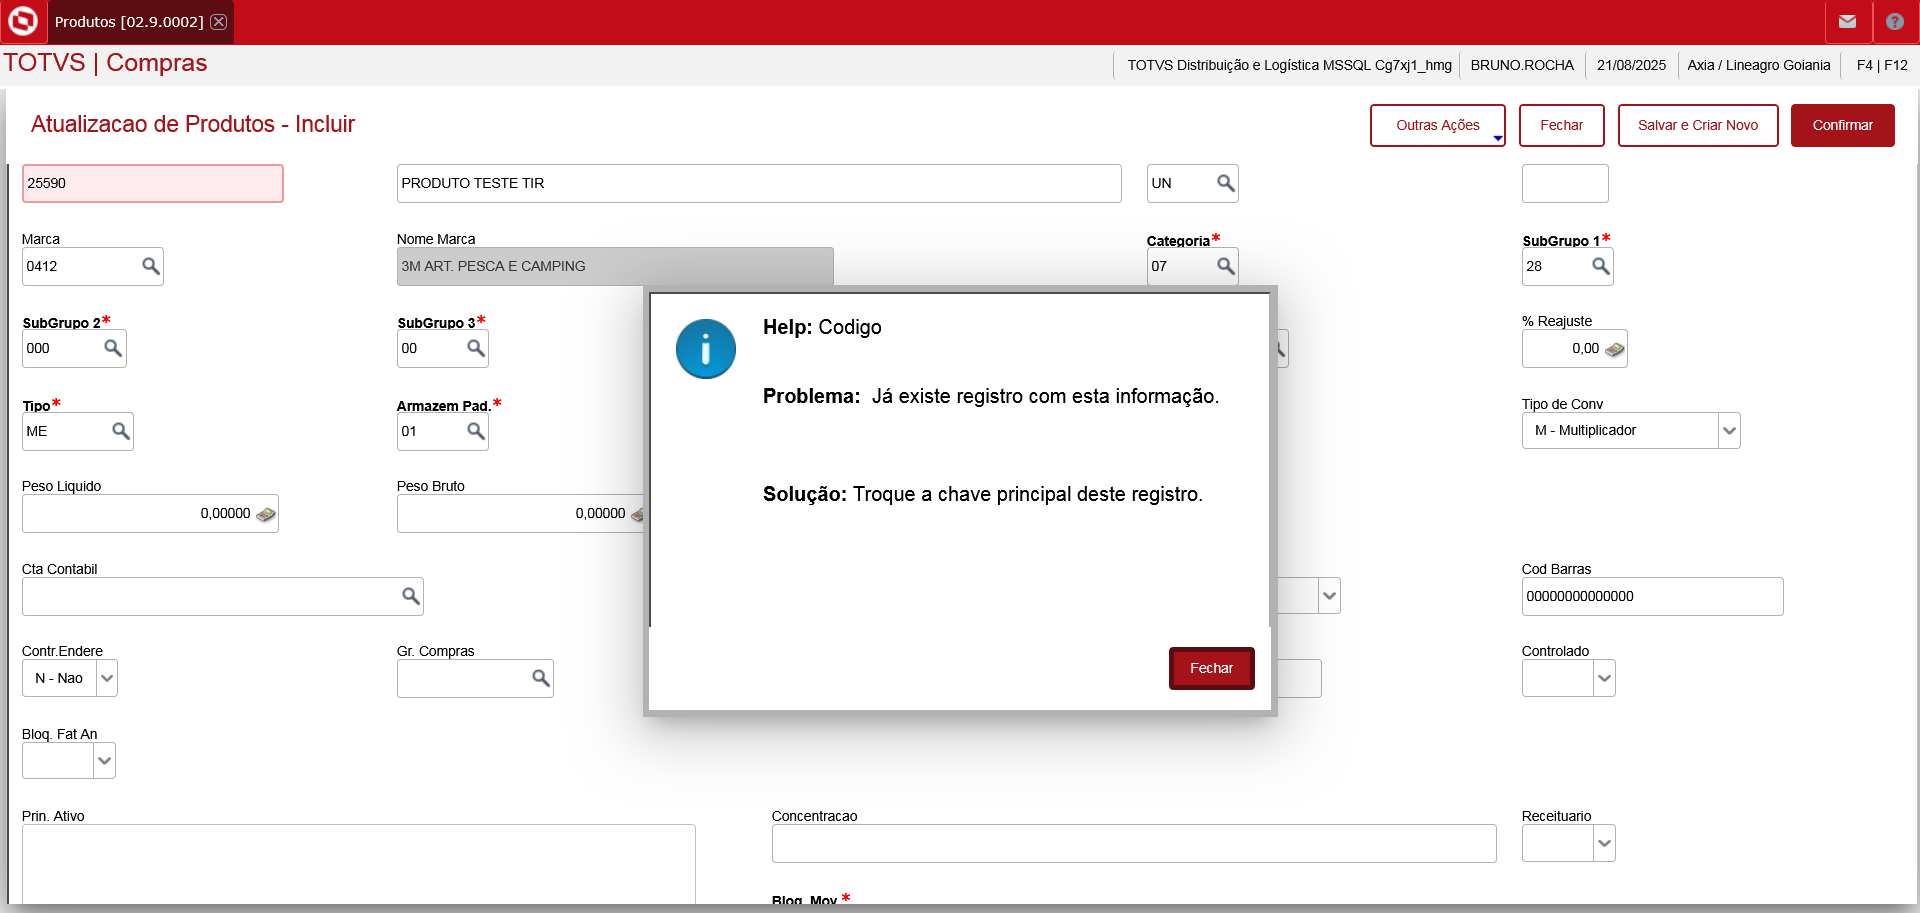 Produtos [02.9.0002]
TOTVS | Compras
TOTVS Distribuição e Logística MSSQL Cg7xj1_hmg
BRUNO.ROCHA
21/08/2025
Axia / Lineagro Goiania
F4 | F12
Atualizacao de Produtos - Incluir
Outras Ações
Fechar
Salvar e Criar Novo
Confirmar
25590
PRODUTO TESTE TIR
UN
Marca
Nome Marca
Categoria*
SubGrupo 1*
0412
3M ART. PESCA E CAMPING
07
28
SubGrupo 2*
SubGrupo 3*
% Reajuste
000
00
0,00
Tipo*
Armazem Pad.*
Tipo de Conv
ME
01
M - Multiplicador
Peso Liquido
Peso Bruto
0,00000
0,00000
Cta Contabil
Cod Barras
00000000000000
Contr.Endere
Gr. Compras
Controlado
N - Nao
Bloq. Fat An
Prin. Ativo
Concentracao
Receituario
Bloq. Mov *
Help: Codigo
Problema: Já existe registro com esta informação.
Solução: Troque a chave principal deste registro.
Fechar